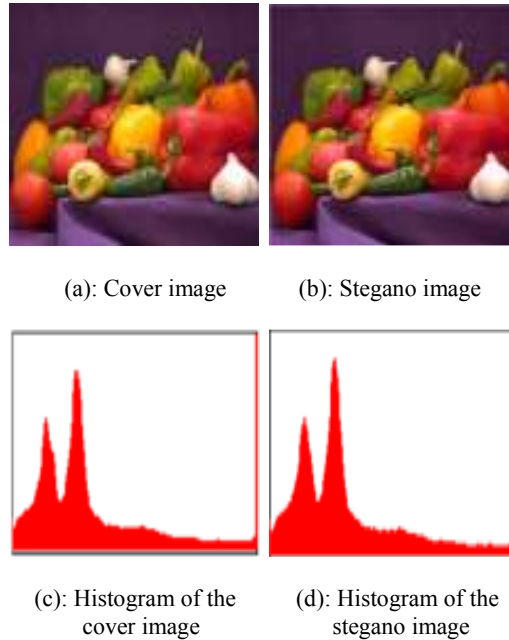 (a): Cover image
(b): Stegano image
(c): Histogram of the
cover image
(d): Histogram of the
stegano image